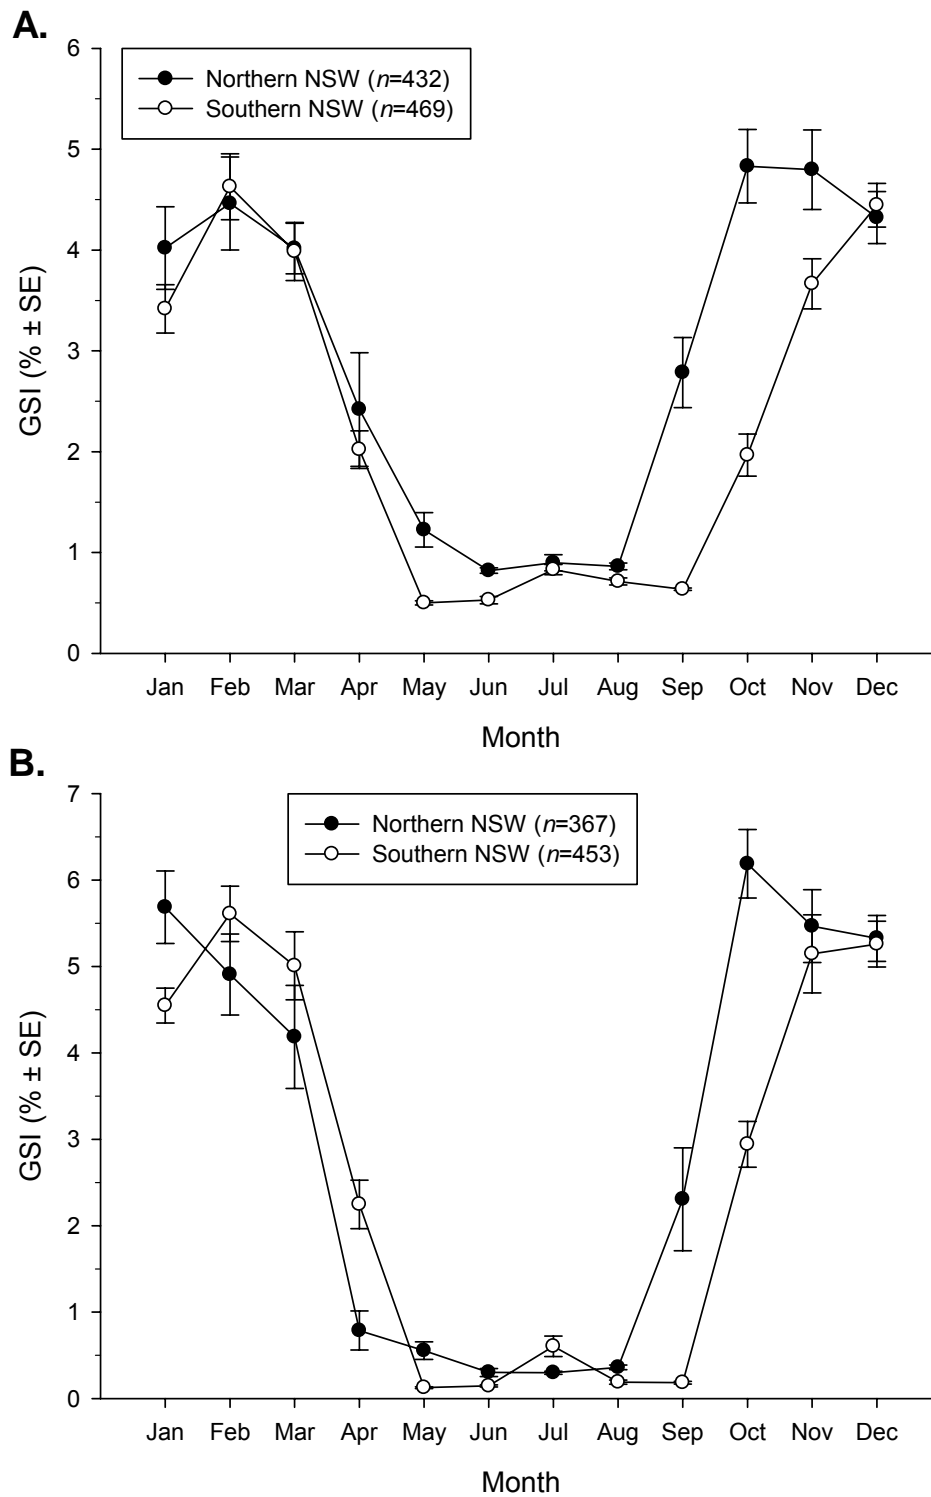 A.
6
5
4
3
2
1
0
GSI (% ± SE)
Northern NSW (n=432)
Southern NSW (n=469)
Jan Feb Mar Apr May Jun Jul Aug Sep Oct Nov Dec
Month
B.
7
6
5
4
3
2
1
0
GSI (% ± SE)
Northern NSW (n=367)
Southern NSW (n=453)
Jan Feb Mar Apr May Jun Jul Aug Sep Oct Nov Dec
Month